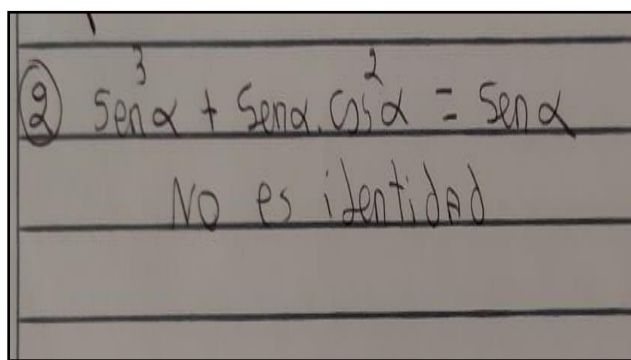 ② Sen³α + Senα.Cos²α = Senα
No es identidad